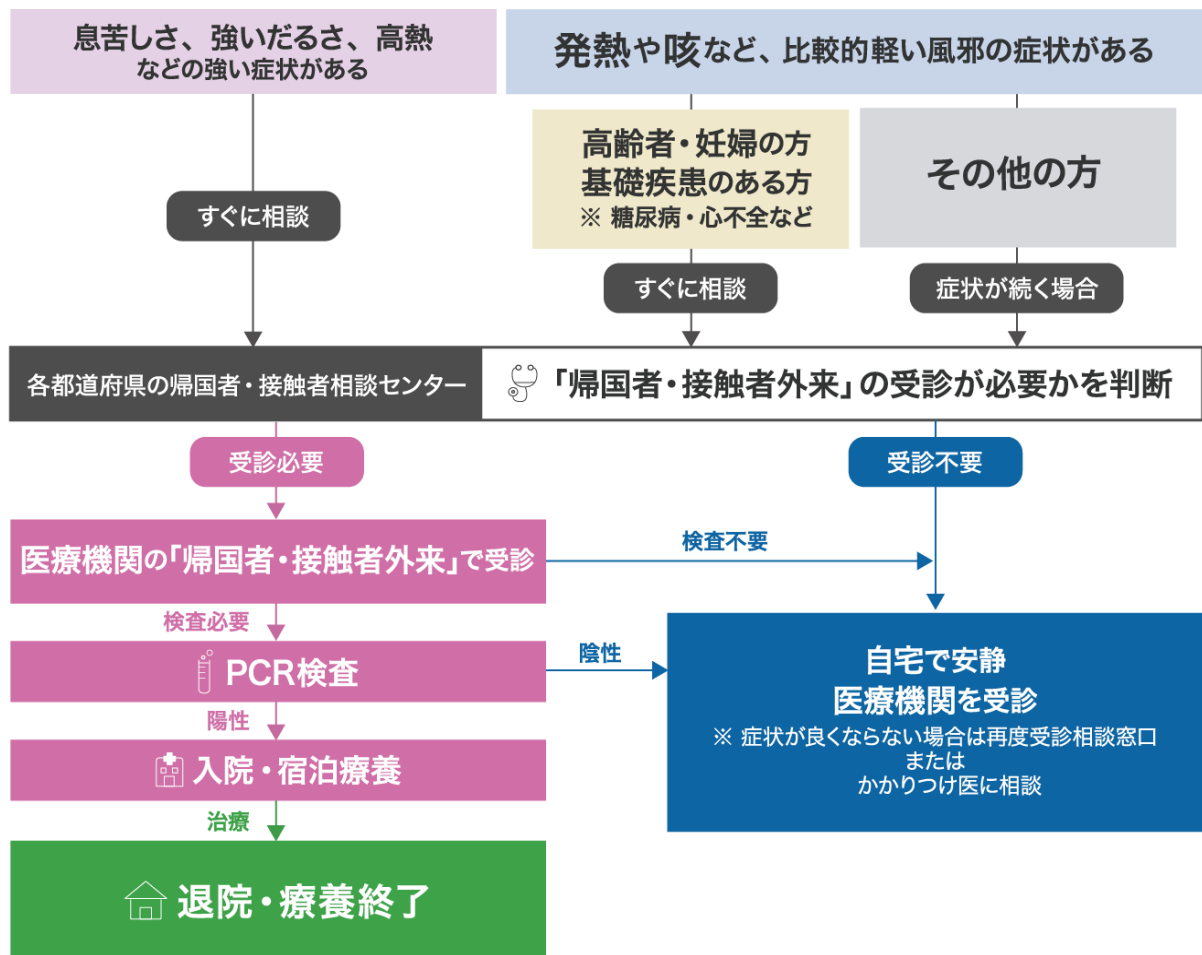 息苦しさ、強いだるさ、高熱
などの強い症状がある
発熱や咳など、比較的軽い風邪の症状がある
高齢者・妊婦の方
基礎疾患のある方
※ 糖尿病・心不全など
その他の方
すぐに相談
すぐに相談
症状が続く場合
各都道府県の帰国者・接触者相談センター
「帰国者・接触者外来」の受診が必要かを判断
受診必要
受診不要
医療機関の「帰国者・接触者外来」で受診
検査不要
検査必要
PCR検査
陰性
自宅で安静
医療機関を受診
※ 症状が良くならない場合は再度受診相談窓口
または
かかりつけ医に相談
陽性
入院・宿泊療養
治療
退院・療養終了